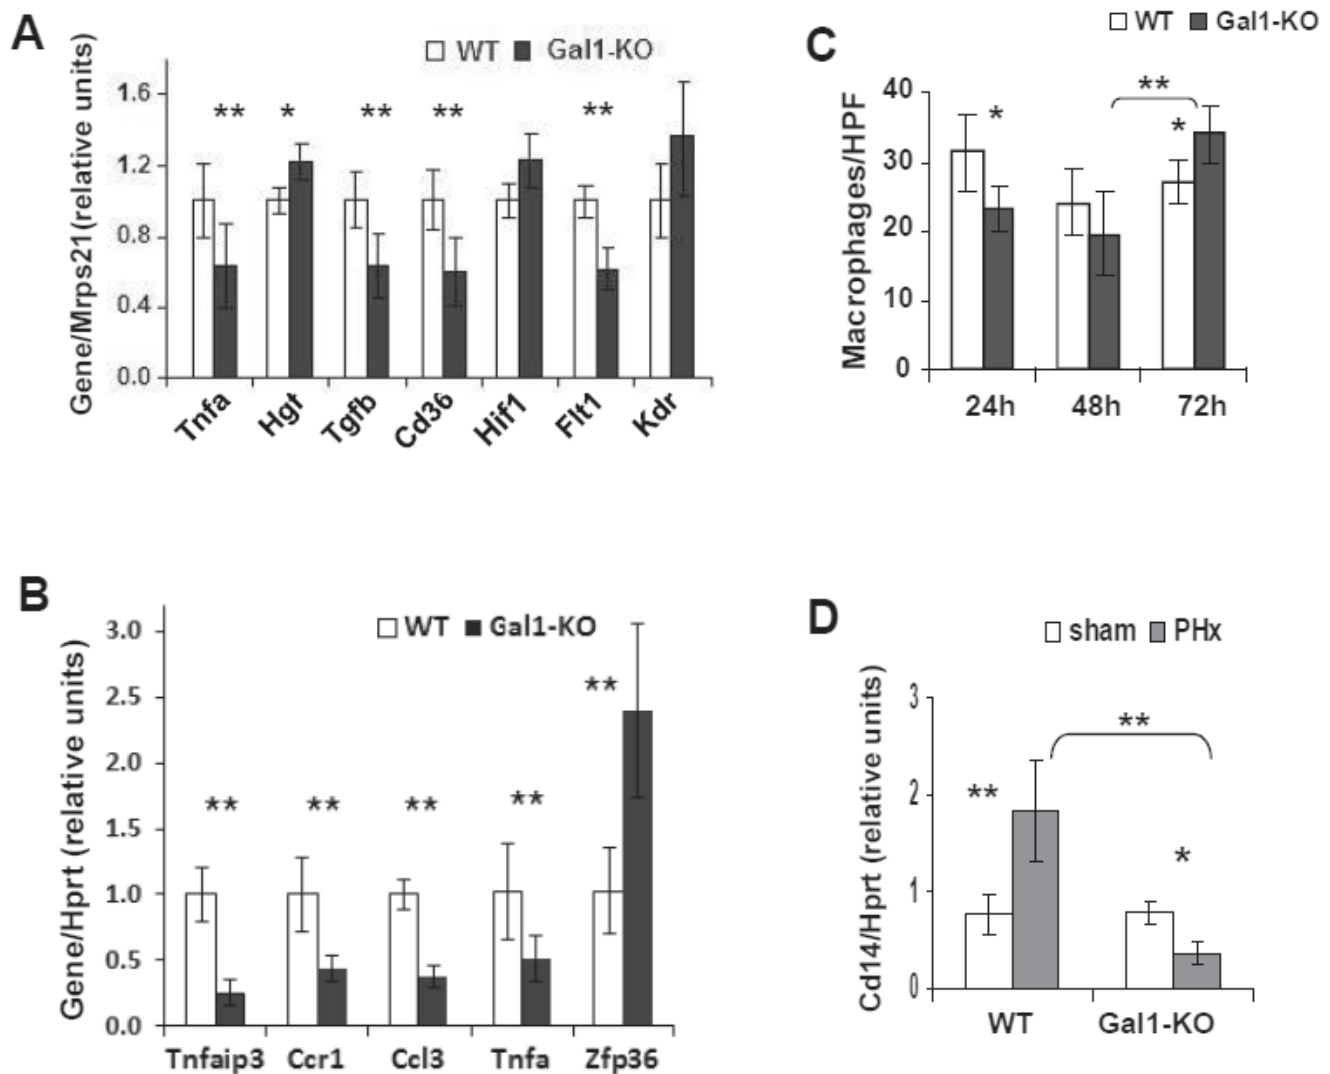 A
WT Gal1-KO
Gene/Mrps21(relative units)
1.6
1.2
0.8
0.4
0.0
** * ** ** **
Tnfa Hgf Tgfb Cd36 Hif1 Flt1 Kdr
C
WT Gal1-KO
Macrophages/HPF
40
30
20
10
0
* ** *
24h 48h 72h
B
WT Gal1-KO
Gene/Hprt (relative units)
3.0
2.5
2.0
1.5
1.0
0.5
0.0
** ** ** ** **
Tnfaip3 Ccr1 Ccl3 Tnfa Zfp36
D
sham PHx
Cd14/Hprt (relative units)
3
2
1
0
** ** *
WT Gal1-KO